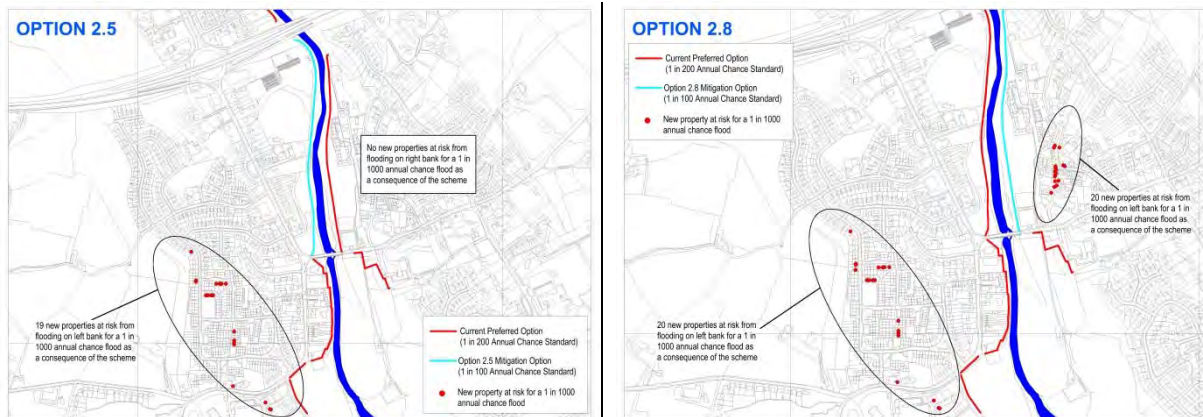 OPTION 2.5
No new properties at risk from
flooding on right bank for a 1 in
1000 annual chance flood as
a consequence of the scheme
19 new properties at risk from
flooding on left bank for a 1 in
1000 annual chance flood as
a consequence of the scheme
Current Preferred Option
(1 in 200 Annual Chance Standard)
Option 2.5 Mitigation Option
(1 in 100 Annual Chance Standard)
New property at risk for a 1 in 1000
annual chance flood
OPTION 2.8
Current Preferred Option
(1 in 200 Annual Chance Standard)
Option 2.8 Mitigation Option
(1 in 100 Annual Chance Standard)
New property at risk for a 1 in 1000
annual chance flood
20 new properties at risk from
flooding on left bank for a 1 in
1000 annual chance flood as
a consequence of the scheme
20 new properties at risk from
flooding on left bank for a 1 in
1000 annual chance flood as
a consequence of the scheme